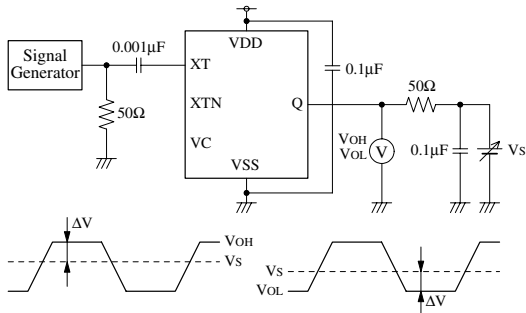 Signal
Generator
0.001μF
50Ω
VDD
XT
XTN
VC
VSS
Q
0.1μF
VOH
VOL
V
50Ω
0.1μF
VS
ΔV
VOH
VS
VS
VOL
ΔV